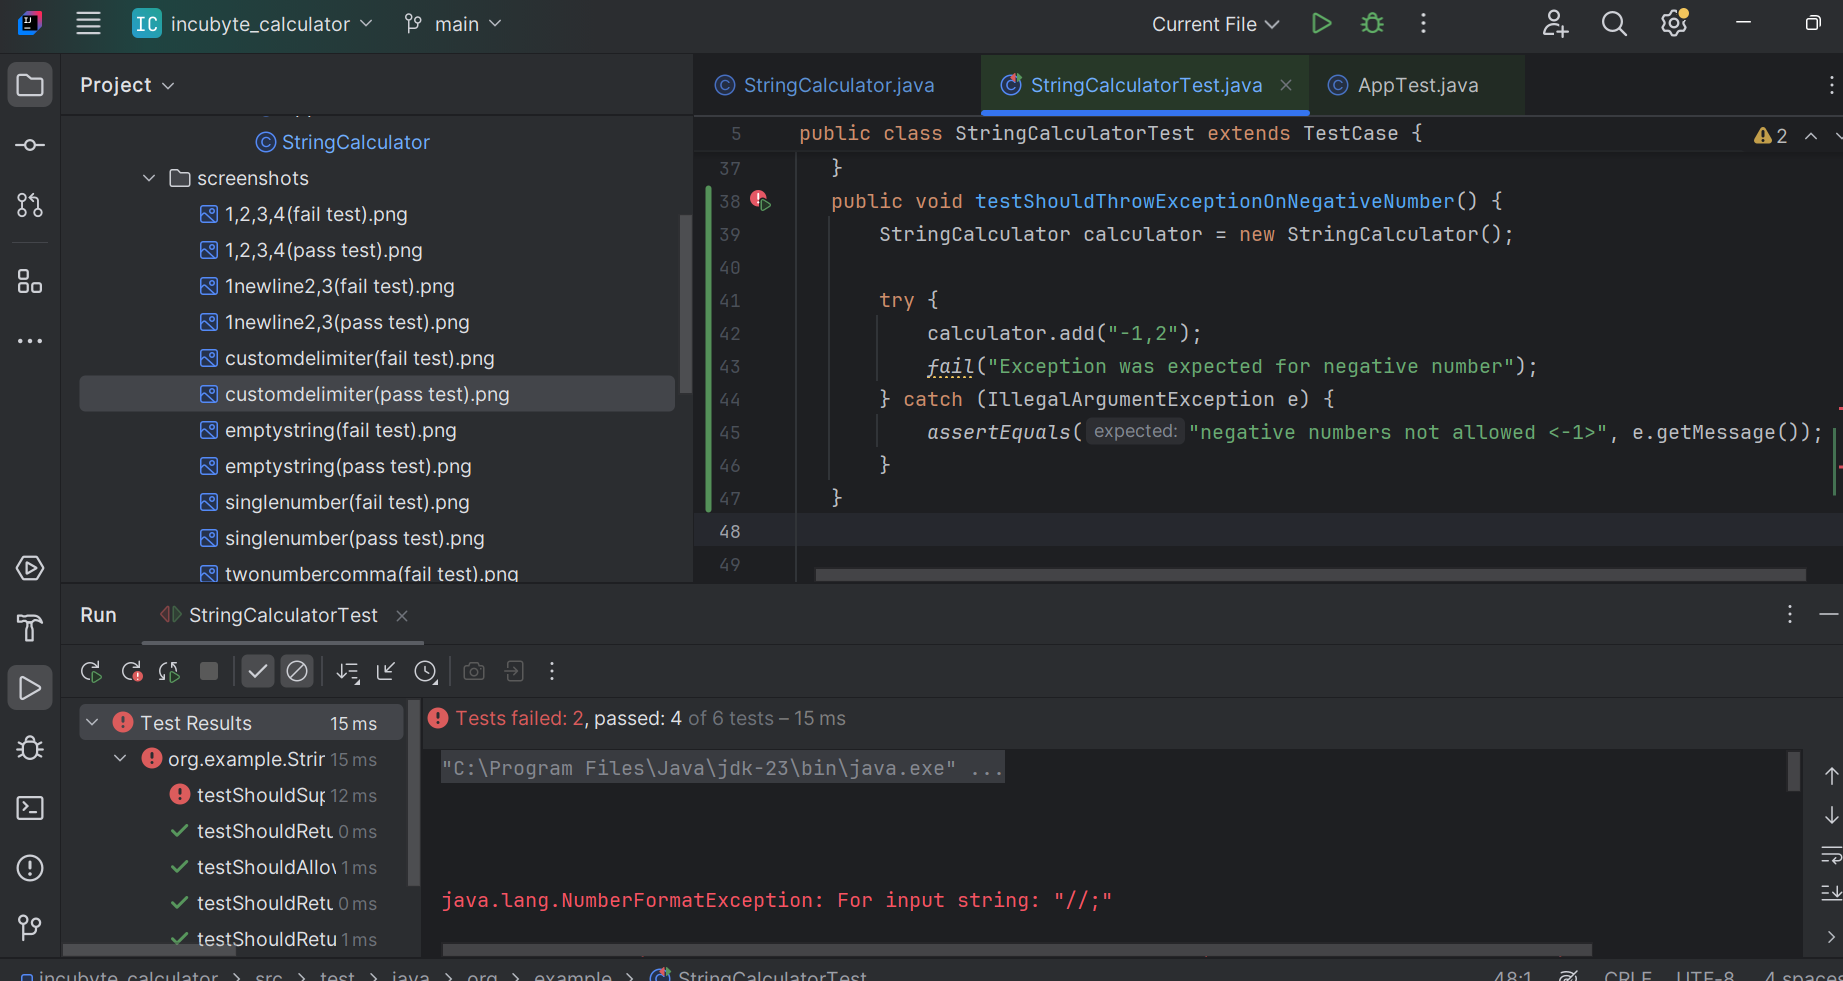 IC incubyte_calculator main Current File
Project
StringCalculator.java StringCalculatorTest.java AppTest.java
StringCalculator
screenshots
1,2,3,4(fail test).png
1,2,3,4(pass test).png
1newline2,3(fail test).png
1newline2,3(pass test).png
customdelimiter(fail test).png
customdelimiter(pass test).png
emptystring(fail test).png
emptystring(pass test).png
singlenumber(fail test).png
singlenumber(pass test).png
twonumbercomma(fail test).png
5 public class StringCalculatorTest extends TestCase { 2
37 }
38 public void testShouldThrowExceptionOnNegativeNumber() {
39 StringCalculator calculator = new StringCalculator();
40
41 try {
42 calculator.add("-1,2");
43 fail("Exception was expected for negative number");
44 } catch (IllegalArgumentException e) {
45 assertEquals( expected: "negative numbers not allowed <-1>", e.getMessage());
46 }
47 }
48
49
Run StringCalculatorTest
Test Results 15 ms
org.example.Strir 15 ms
testShouldSup 12 ms
testShouldRetu 0 ms
testShouldAllov 1 ms
testShouldRetu 0 ms
testShouldRetu 1 ms
Tests failed: 2, passed: 4 of 6 tests – 15 ms
"C:\Program Files\Java\jdk-23\bin\java.exe" ...
java.lang.NumberFormatException: For input string: "//;"
incubyte_calculator > src > test > java > org > example > StringCalculatorTest 48:1 CRLF UTF-8 4 spaces